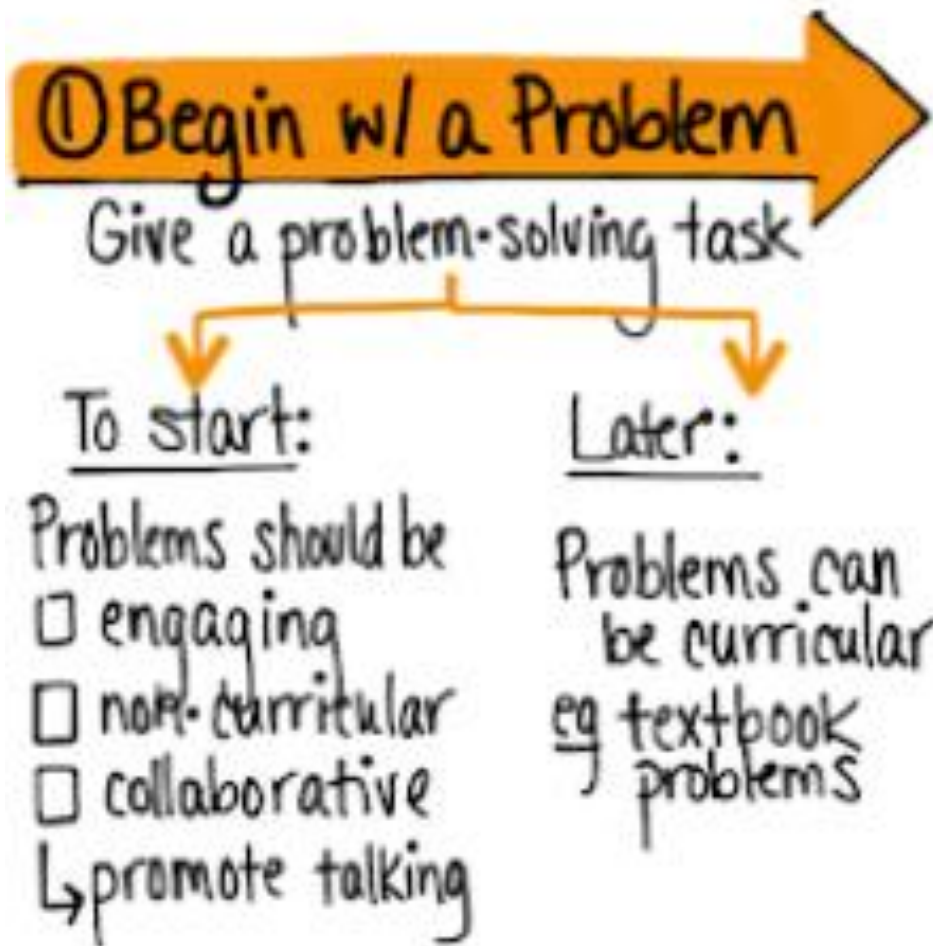 ① Begin w/ a Problem
Give a problem-solving task
To start:
Problems should be
☐ engaging
☐ non-curricular
☐ collaborative
↳ promote talking
Later:
Problems can
be curricular
eg textbook
problems